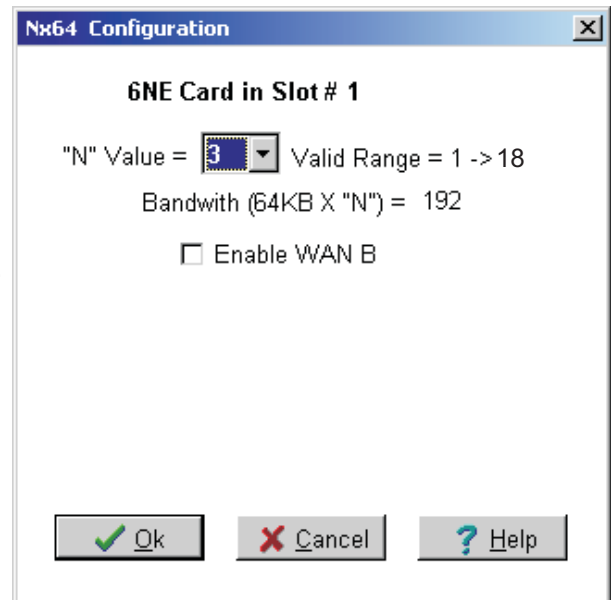 Nx64 Configuration
6NE Card in Slot # 1
"N" Value = 3 Valid Range = 1 ->18
Bandwith (64KB X "N") = 192
Enable WAN B
Ok Cancel Help